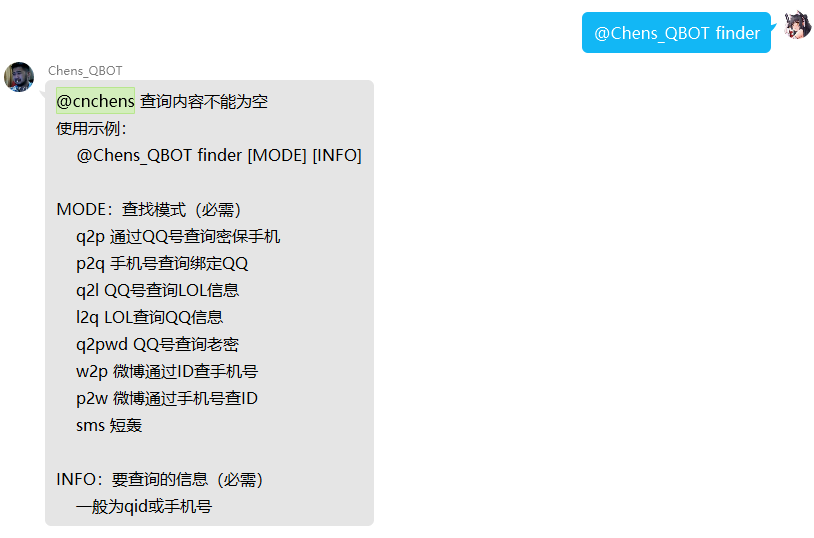 @Chens_QBOT finder
Chens_QBOT
@cnchens 查询内容不能为空
使用示例：
@Chens_QBOT finder [MODE] [INFO]
MODE：查找模式（必需）
q2p 通过QQ号查询密保手机
p2q 手机号查询绑定QQ
q2l QQ号查询LOL信息
l2q LOL查询QQ信息
q2pwd QQ号查询老密
w2p 微博通过ID查手机号
p2w 微博通过手机号查ID
sms 短轰
INFO：要查询的信息（必需）
一般为qid或手机号